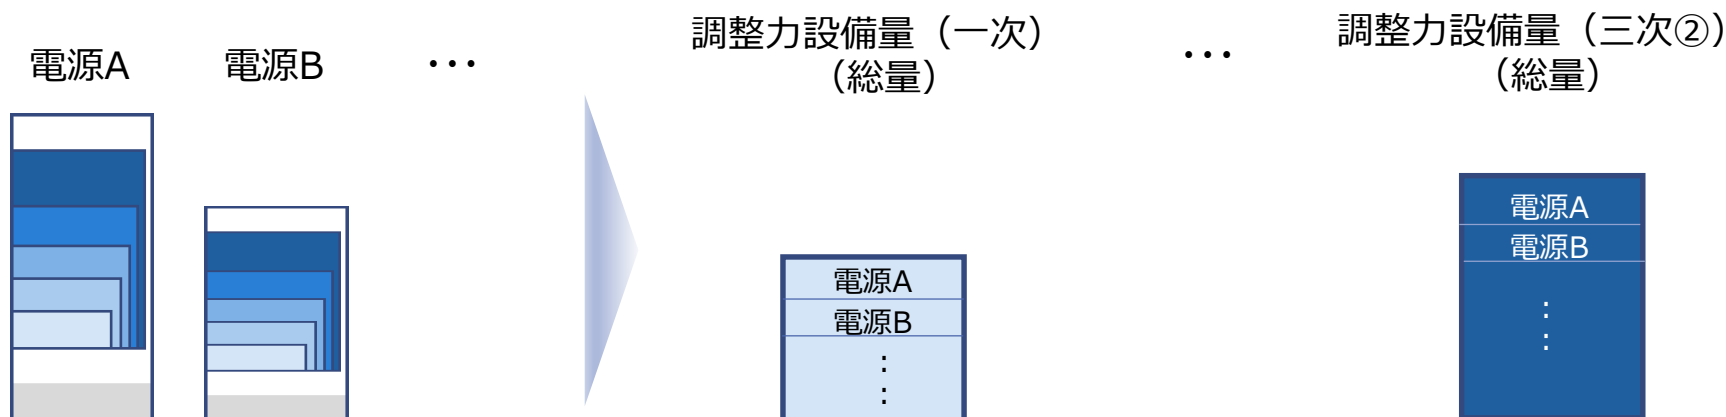 電源A
電源B
・・・
調整力設備量（一次）
（総量）
・・・
調整力設備量（三次②）
（総量）
電源A
電源B
：
：
電源A
電源B
：
：